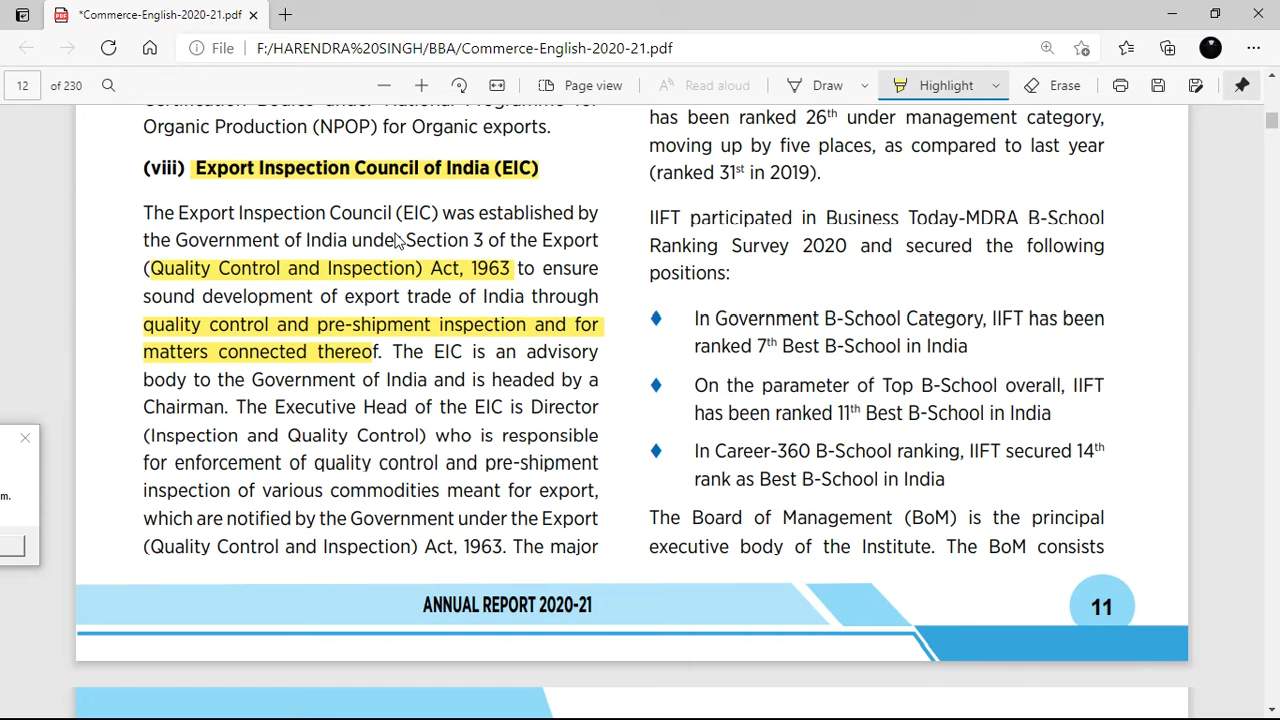 *Commerce-English-2020-21.pdf
File
F:/HARENDRA%20SINGH/BBA/Commerce-English-2020-21.pdf
12 of 230
Page view
Read aloud
Draw
Highlight
Erase
Organic Production (NPOP) for Organic exports.
(viii) Export Inspection Council of India (EIC)
The Export Inspection Council (EIC) was established by
the Government of India under Section 3 of the Export
(Quality Control and Inspection) Act, 1963 to ensure
sound development of export trade of India through
quality control and pre-shipment inspection and for
matters connected thereof. The EIC is an advisory
body to the Government of India and is headed by a
Chairman. The Executive Head of the EIC is Director
(Inspection and Quality Control) who is responsible
for enforcement of quality control and pre-shipment
inspection of various commodities meant for export,
which are notified by the Government under the Export
(Quality Control and Inspection) Act, 1963. The major
has been ranked 26th under management category,
moving up by five places, as compared to last year
(ranked 31st in 2019).
IIFT participated in Business Today-MDRA B-School
Ranking Survey 2020 and secured the following
positions:
In Government B-School Category, IIFT has been
ranked 7th Best B-School in India
On the parameter of Top B-School overall, IIFT
has been ranked 11th Best B-School in India
In Career-360 B-School ranking, IIFT secured 14th
rank as Best B-School in India
The Board of Management (BoM) is the principal
executive body of the Institute. The BoM consists
m.
ANNUAL REPORT 2020-21
11